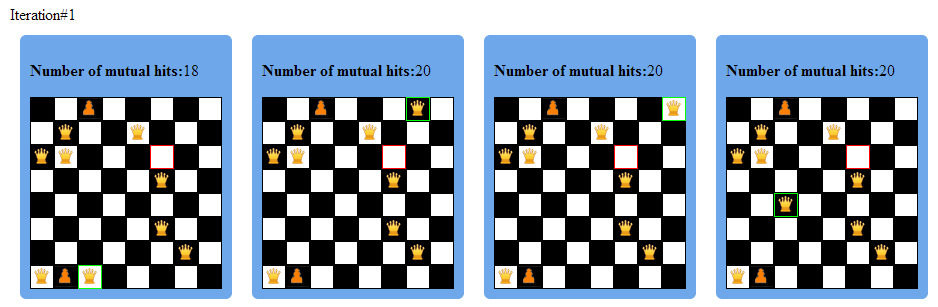 Iteration#1
Number of mutual hits:18
Number of mutual hits:20
Number of mutual hits:20
Number of mutual hits:20